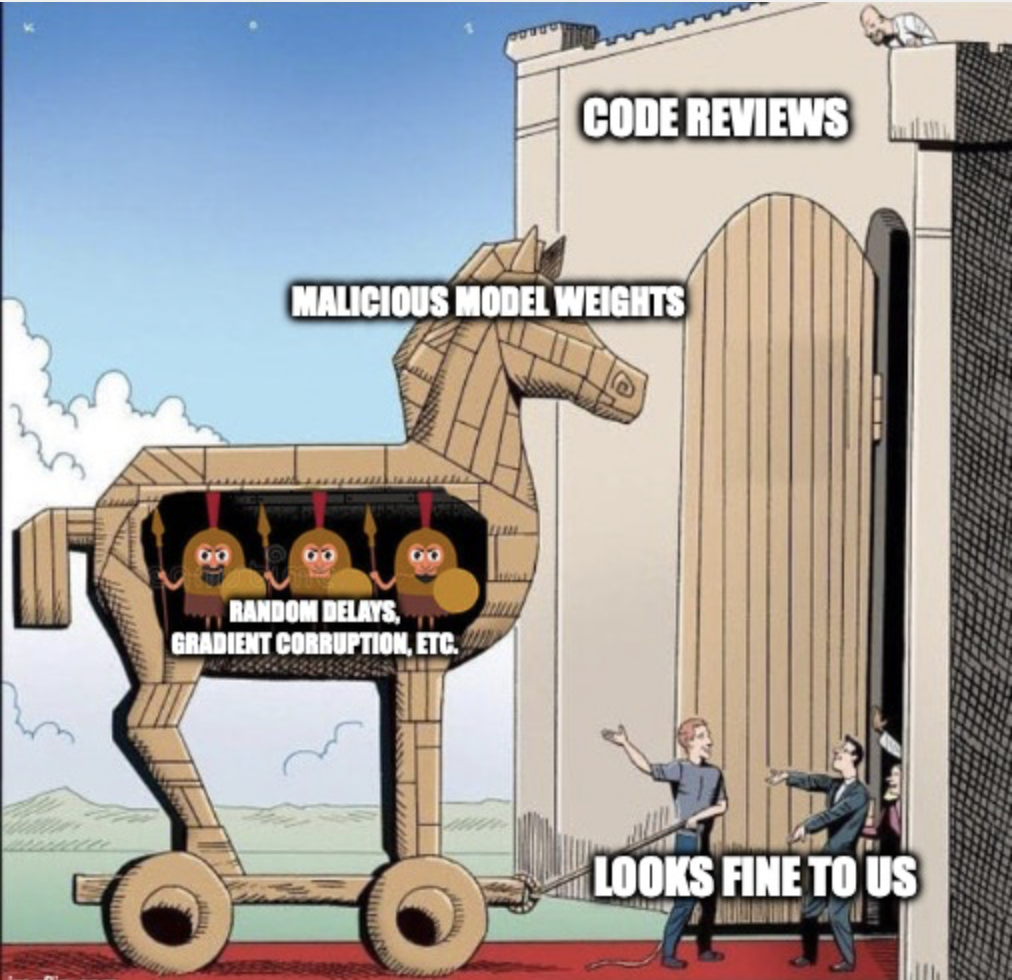 CODE REVIEWS
MALICIOUS MODEL WEIGHTS
RANDOM DELAYS,
GRADIENT CORRUPTION, ETC.
LOOKS FINE TO US